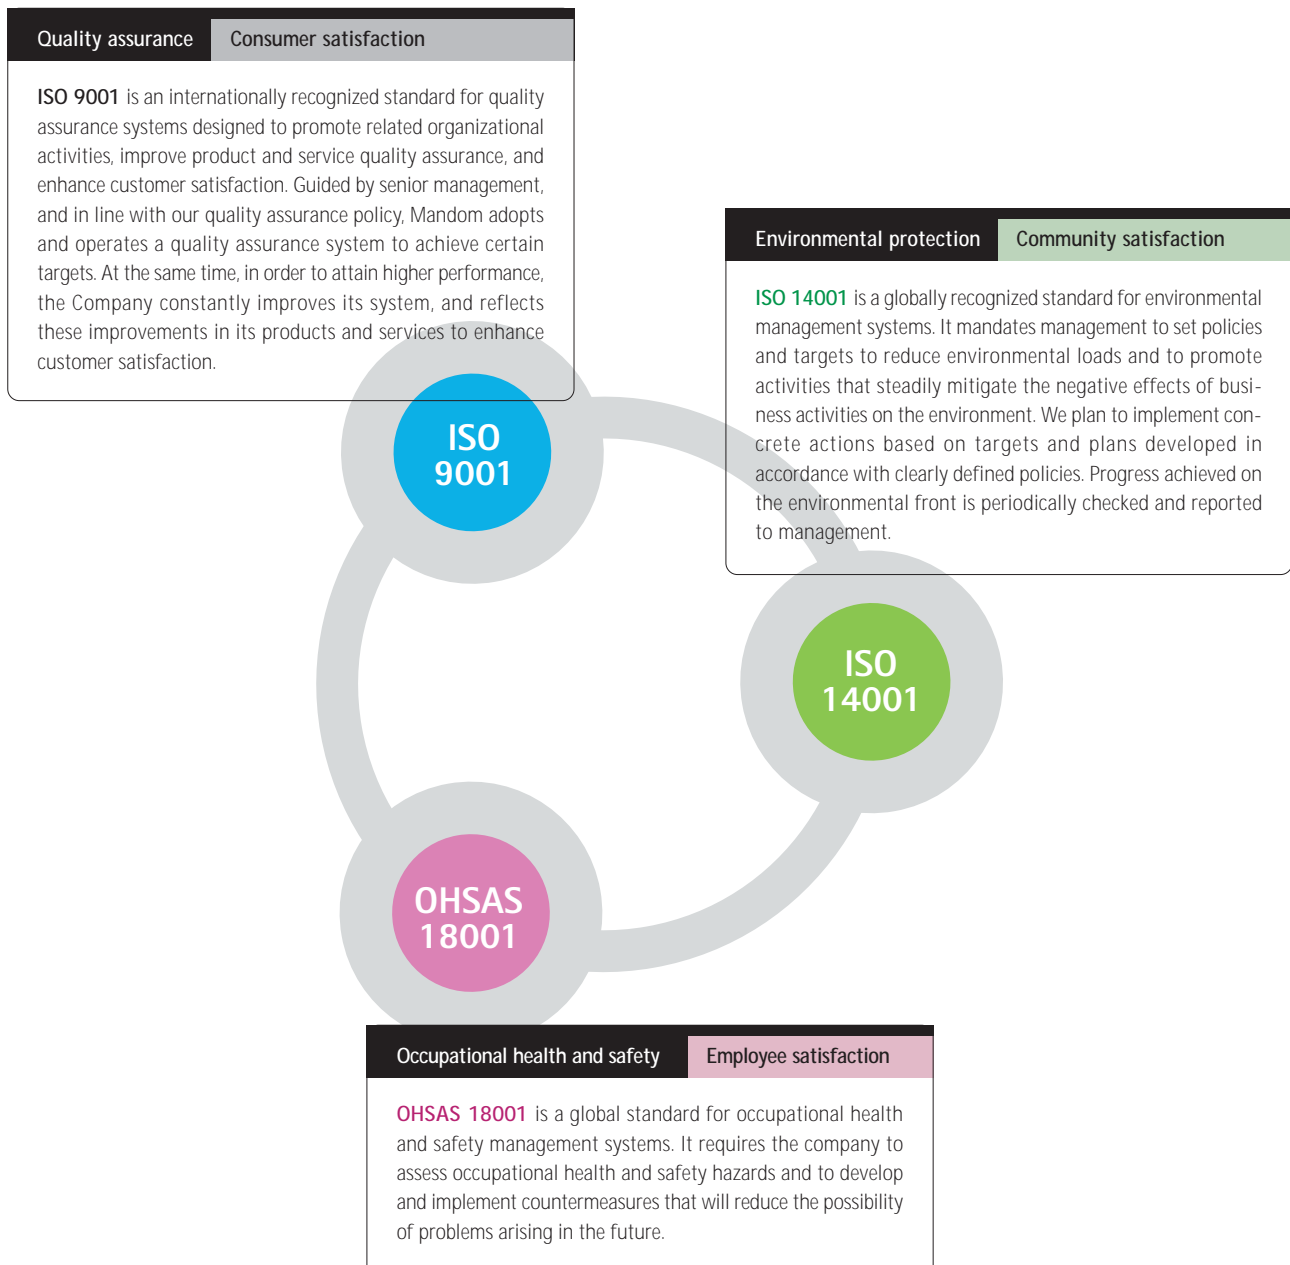 Quality assurance Consumer satisfaction
ISO 9001 is an internationally recognized standard for quality
assurance systems designed to promote related organizational
activities, improve product and service quality assurance, and
enhance customer satisfaction. Guided by senior management,
and in line with our quality assurance policy, Mandom adopts
and operates a quality assurance system to achieve certain
targets. At the same time, in order to attain higher performance,
the Company constantly improves its system, and reflects
these improvements in its products and services to enhance
customer satisfaction.
Environmental protection Community satisfaction
ISO 14001 is a globally recognized standard for environmental
management systems. It mandates management to set policies
and targets to reduce environmental loads and to promote
activities that steadily mitigate the negative effects of busi-
ness activities on the environment. We plan to implement con-
crete actions based on targets and plans developed in
accordance with clearly defined policies. Progress achieved on
the environmental front is periodically checked and reported
to management.
ISO
9001
ISO
14001
OHSAS
18001
Occupational health and safety Employee satisfaction
OHSAS 18001 is a global standard for occupational health
and safety management systems. It requires the company to
assess occupational health and safety hazards and to develop
and implement countermeasures that will reduce the possibility
of problems arising in the future.